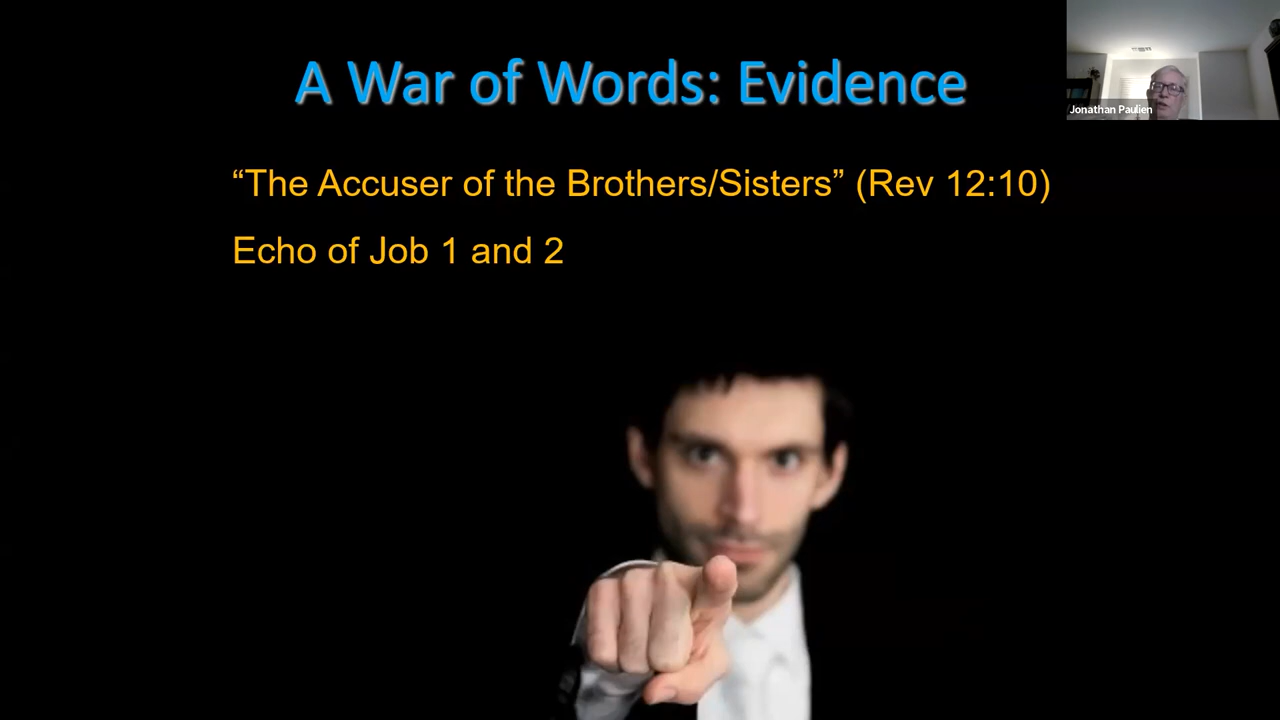 A War of Words: Evidence
Jonathan Paulien
“The Accuser of the Brothers/Sisters” (Rev 12:10)
Echo of Job 1 and 2